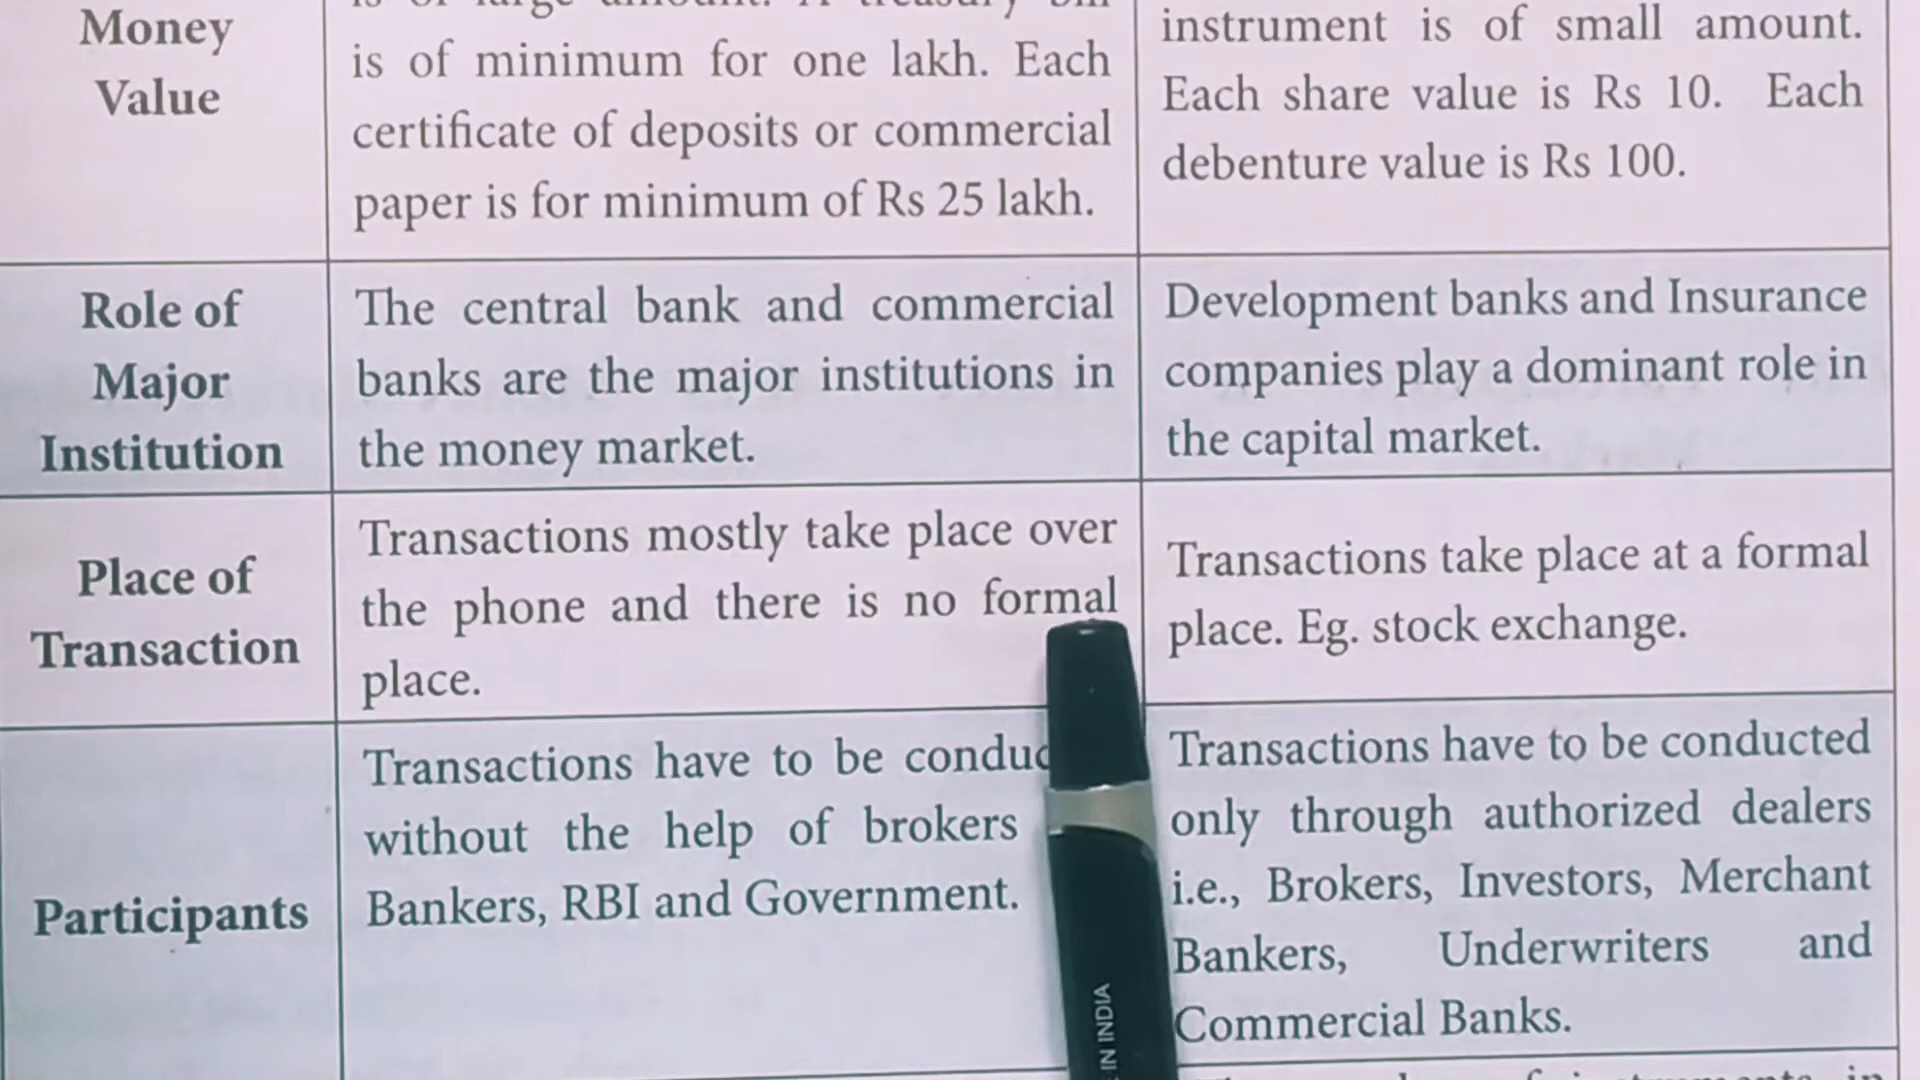 Money
Value
is of minimum for one lakh. Each
certificate of deposits or commercial
paper is for minimum of Rs 25 lakh.
instrument is of small amount.
Each share value is Rs 10. Each
debenture value is Rs 100.
Role of
Major
Institution
The central bank and commercial
banks are the major institutions in
the money market.
Development banks and Insurance
companies play a dominant role in
the capital market.
Place of
Transaction
Transactions mostly take place over
the phone and there is no formal
place.
Transactions take place at a formal
place. Eg. stock exchange.
Participants
Transactions have to be
without the help of brokers
Bankers, RBI and Government.
Transactions have to be conducted
only through authorized dealers
i.e., Brokers, Investors, Merchant
Bankers, Underwriters and
Commercial Banks.
IN INDIA